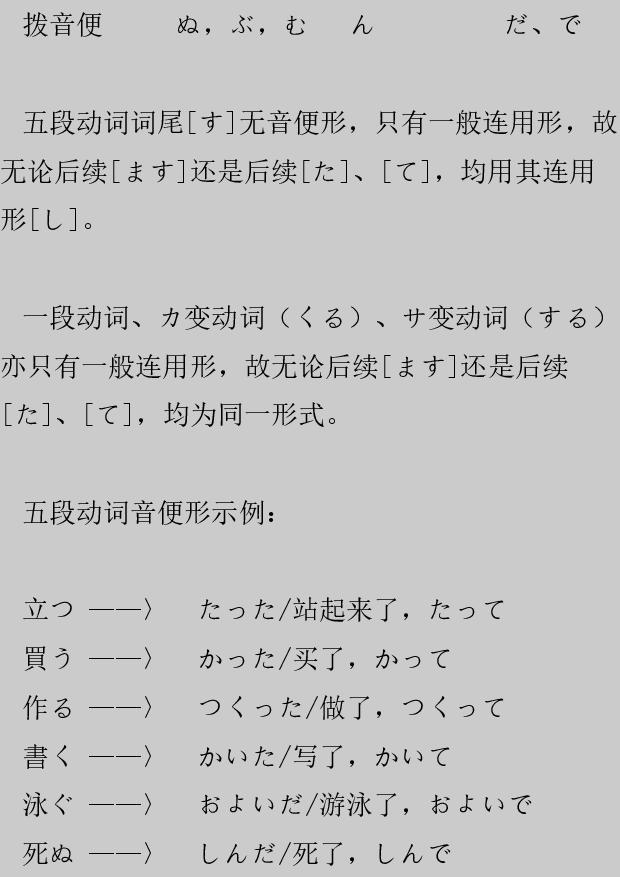 拨音便 ぬ，ぶ，む ん だ、で
五段动词词尾[す]无音便形，只有一般连用形，故
无论后续[ます]还是后续[た]、[て]，均用其连用
形[し]。
一段动词、カ变动词（くる）、サ变动词（する）
亦只有一般连用形，故无论后续[ます]还是后续
[た]、[て]，均为同一形式。
五段动词音便形示例：
立つ ——〉 たった/站起来了，たって
買う ——〉 かった/买了，かって
作る ——〉 つくった/做了，つくって
書く ——〉 かいた/写了，かいて
泳ぐ ——〉 およいだ/游泳了，およいで
死ぬ ——〉 しんだ/死了，しんで